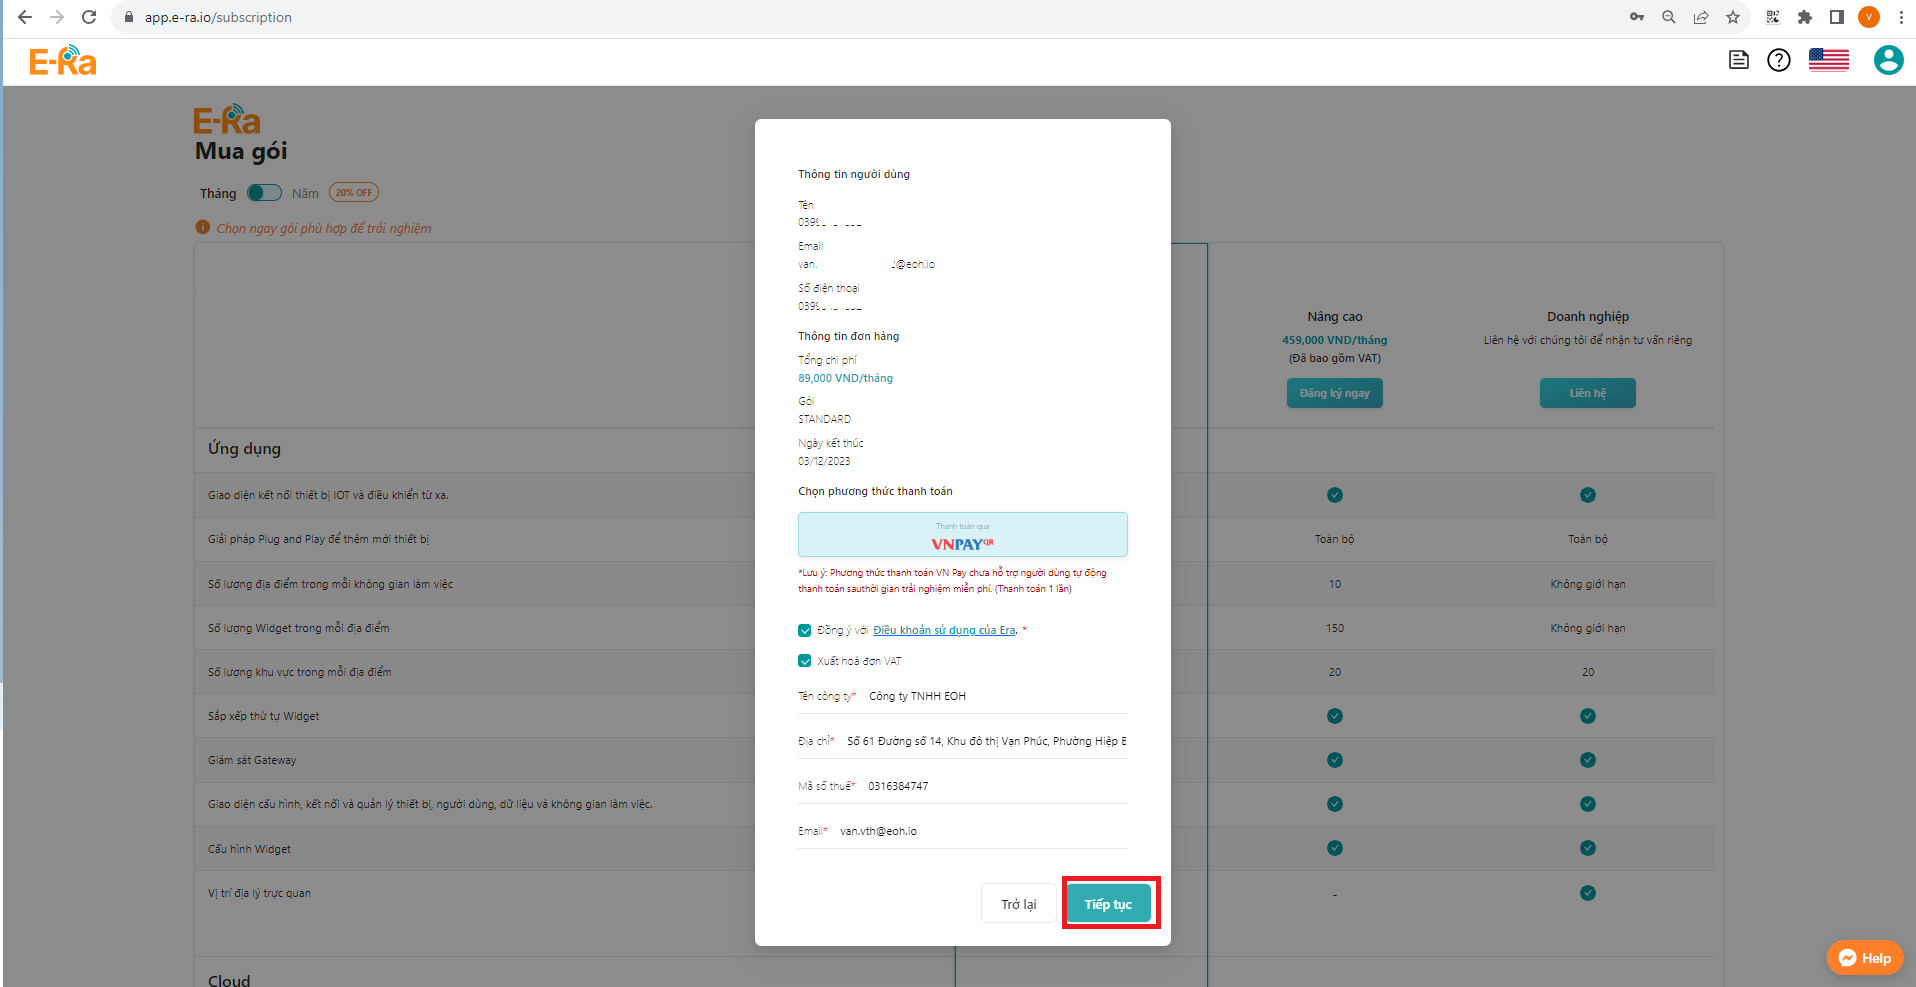 app.e-ra.io/subscription
V
E-Ra
E-Ra
Mua gói
Tháng
Năm
20% OFF
Chọn ngay gói phù hợp để trải nghiệm
Nâng cao
459,000 VND/tháng
(Đã bao gồm VAT)
Đăng ký ngay
Doanh nghiệp
Liên hệ với chúng tôi để nhận tư vấn riêng
Liên hệ
Ứng dụng
Giao diện kết nối thiết bị IOT và điều khiển từ xa.
Giải pháp Plug and Play để thêm mới thiết bị
Toàn bộ
Toàn bộ
Số lượng địa điểm trong mỗi không gian làm việc
10
Không giới hạn
Số lượng Widget trong mỗi địa điểm
150
Không giới hạn
Số lượng khu vực trong mỗi địa điểm
20
20
Sắp xếp thứ tự Widget
Giám sát Gateway
Giao diện cấu hình, kết nối và quản lý thiết bị, người dùng, dữ liệu và không gian làm việc.
Cấu hình Widget
Vị trí địa lý trực quan
-
Cloud
Thông tin người dùng
Tên
Email
van.
@eoh.io
Số điện thoại
Thông tin đơn hàng
Tổng chi phí
89,000 VND/tháng
Gói
STANDARD
Ngày kết thúc
03/12/2023
Chọn phương thức thanh toán
Thanh toán qua
VNPAYQR
*Lưu ý: Phương thức thanh toán VN Pay chưa hỗ trợ người dùng tự động
thanh toán sauthời gian trải nghiệm miễn phí. (Thanh toán 1 lần)
Đồng ý với Điều khoản sử dụng của Era. *
Xuất hoá đơn VAT
Tên công ty* Công ty TNHH EOH
Địa chỉ* Số 61 Đường số 14, Khu đô thị Vạn Phúc, Phường Hiệp B
Mã số thuế* 0316384747
Email* van.vth@eoh.io
Trở lại
Tiếp tục
Help